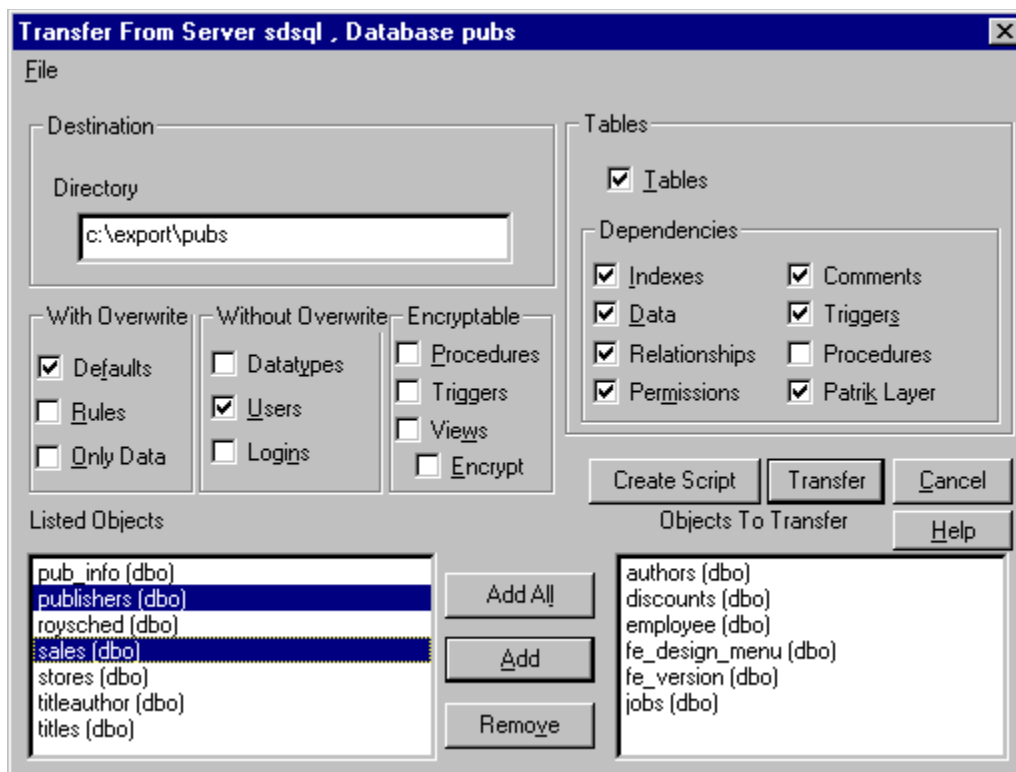 Transfer From Server sdsql , Database pubs
File
Destination
Directory
c:\export\pubs
Tables
Tables
Dependencies
Indexes Comments
Data Triggers
Relationships Procedures
Permissions Patrik Layer
With Overwrite
Defaults
Rules
Only Data
Without Overwrite
Datatypes
Users
Logins
Encryptable
Procedures
Triggers
Views
Encrypt
Create Script Transfer Cancel
Help
Listed Objects
pub_info (dbo)
publishers (dbo)
roysched (dbo)
sales (dbo)
stores (dbo)
titleauthor (dbo)
titles (dbo)
Add All
Add
Remove
Objects To Transfer
authors (dbo)
discounts (dbo)
employee (dbo)
fe_design_menu (dbo)
fe_version (dbo)
jobs (dbo)